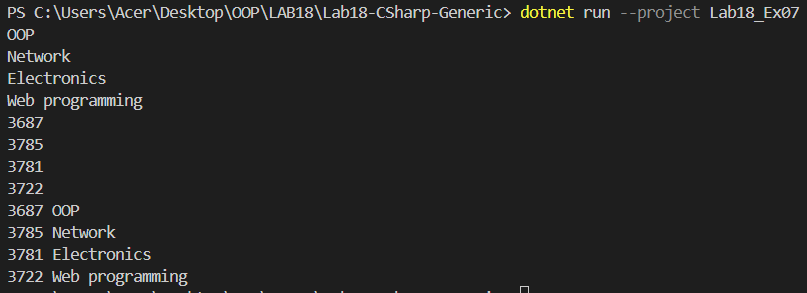 PS C:\Users\Acer\Desktop\OOP\LAB18\Lab18-CSharp-Generic> dotnet run --project Lab18_Ex07
OOP
Network
Electronics
Web programming
3687
3785
3781
3722
3687 OOP
3785 Network
3781 Electronics
3722 Web programming